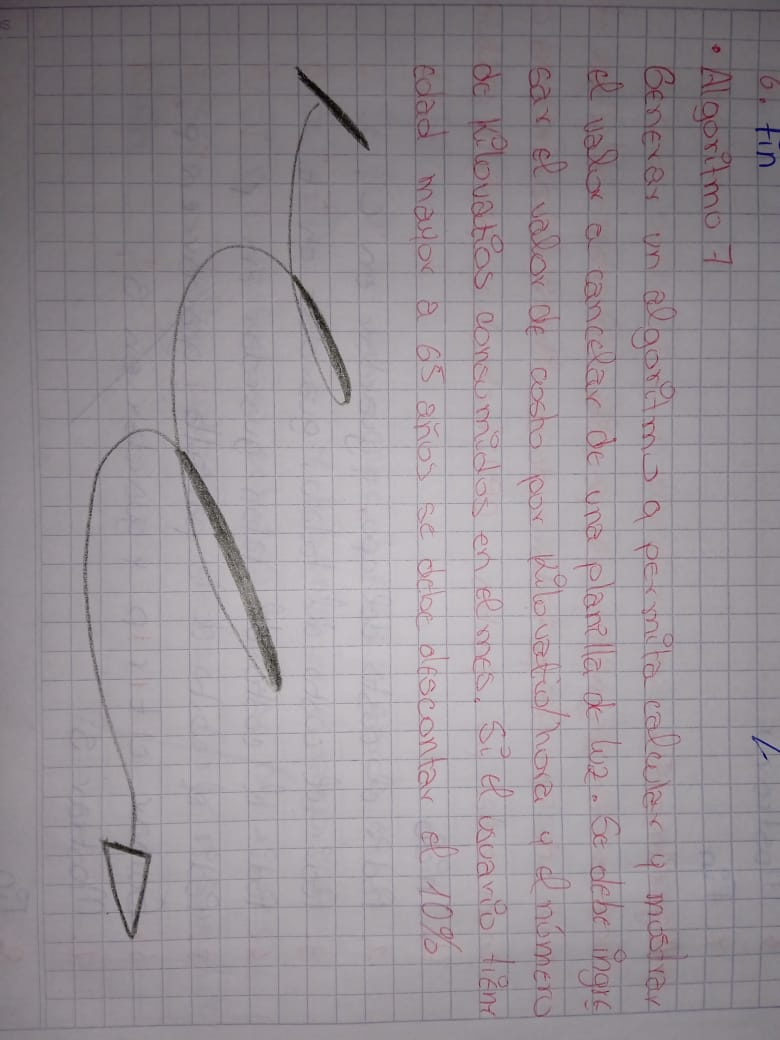 6. fin
• Algoritmo 7
Generar un algoritmo q permita calcular y mostrar
el valor a cancelar de una planilla de luz. Se debe ingre
sar el valor de costo por kilovatio/hora y el número
de kilovatios consumidos en el mes. Si el usuario tiene
edad mayor a 65 años se debe descontar el 10%